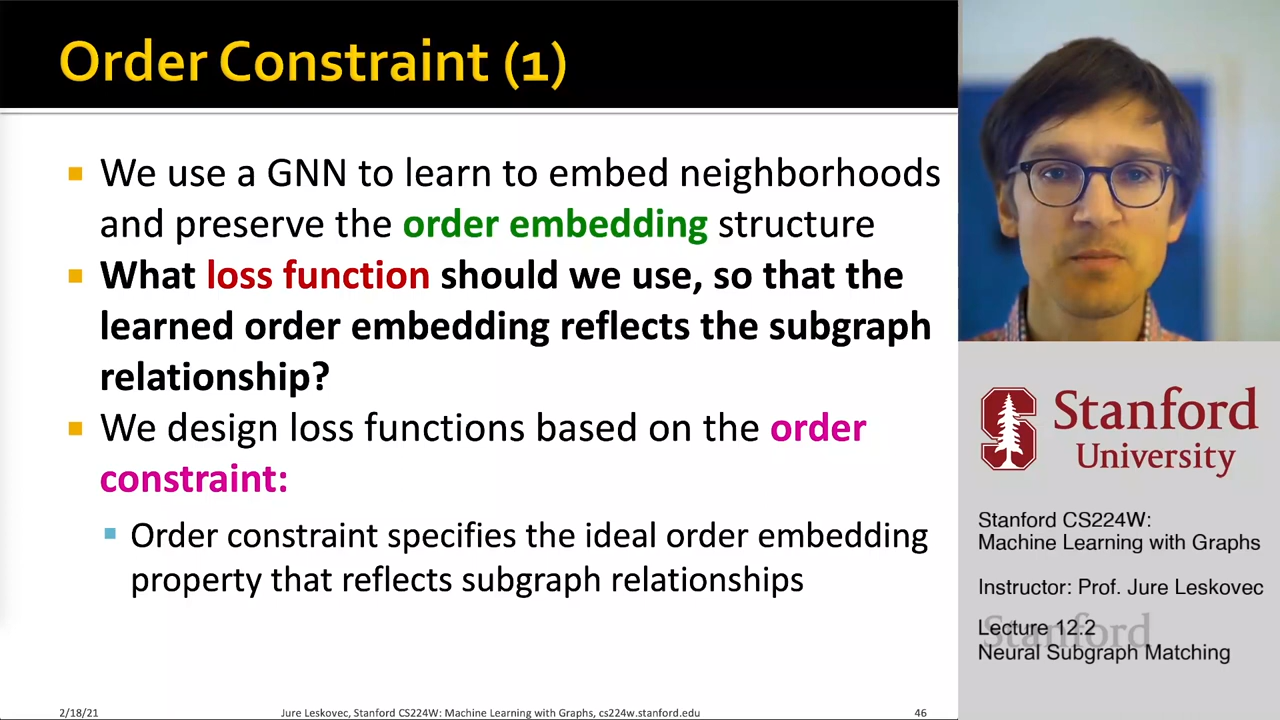 Order Constraint (1)
We use a GNN to learn to embed neighborhoods
and preserve the order embedding structure
What loss function should we use, so that the
learned order embedding reflects the subgraph
relationship?
We design loss functions based on the order
constraint:
Order constraint specifies the ideal order embedding
property that reflects subgraph relationships
2/18/21
Jure Leskovec, Stanford CS224W: Machine Learning with Graphs, cs224w.stanford.edu
46
S
Stanford
University
Stanford CS224W:
Machine Learning with Graphs
Instructor: Prof. Jure Leskovec
Lecture 12.2
Stanford
Neural Subgraph Matching